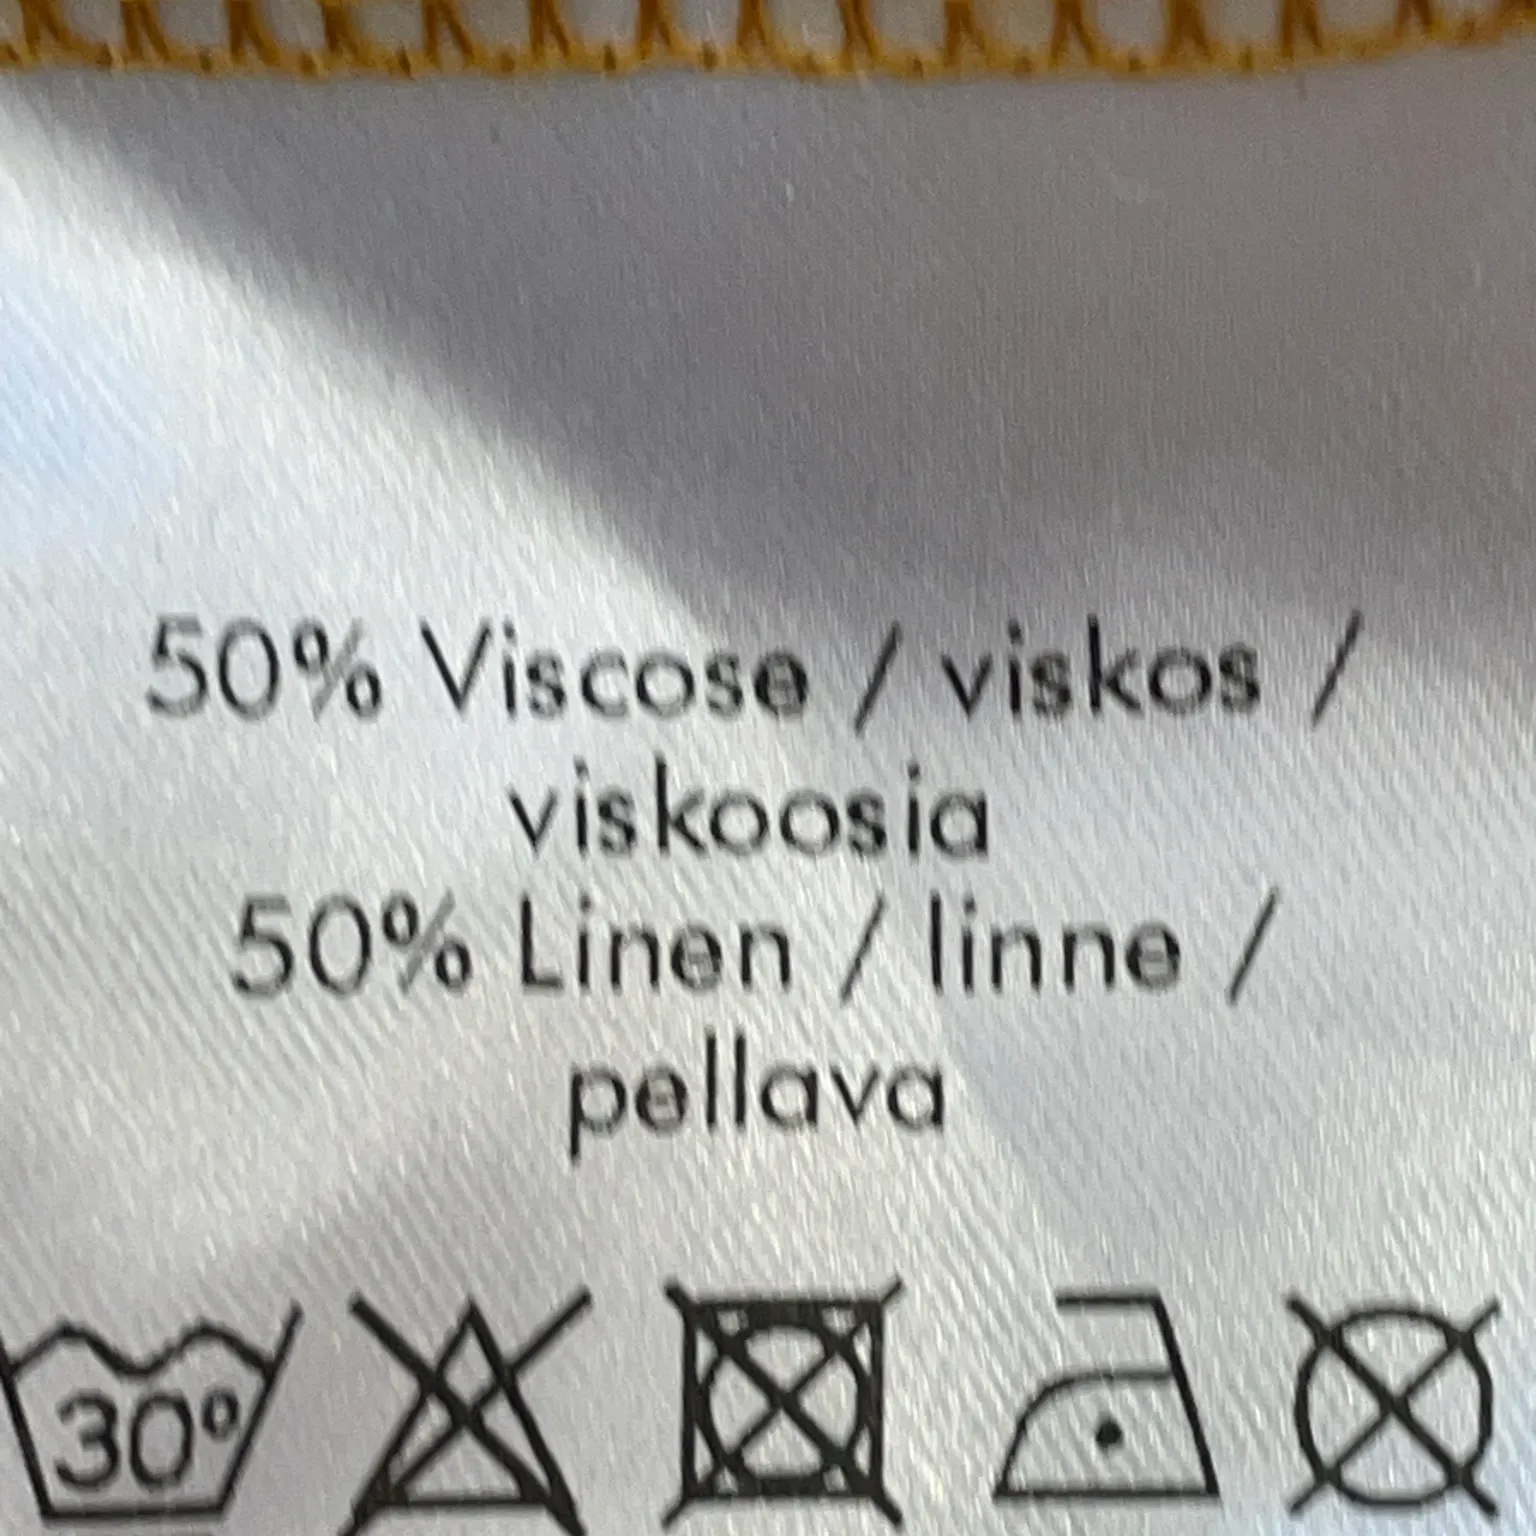 50% Viscose / viskos /
viskoosia
50% Linen / linne /
pellava
30°